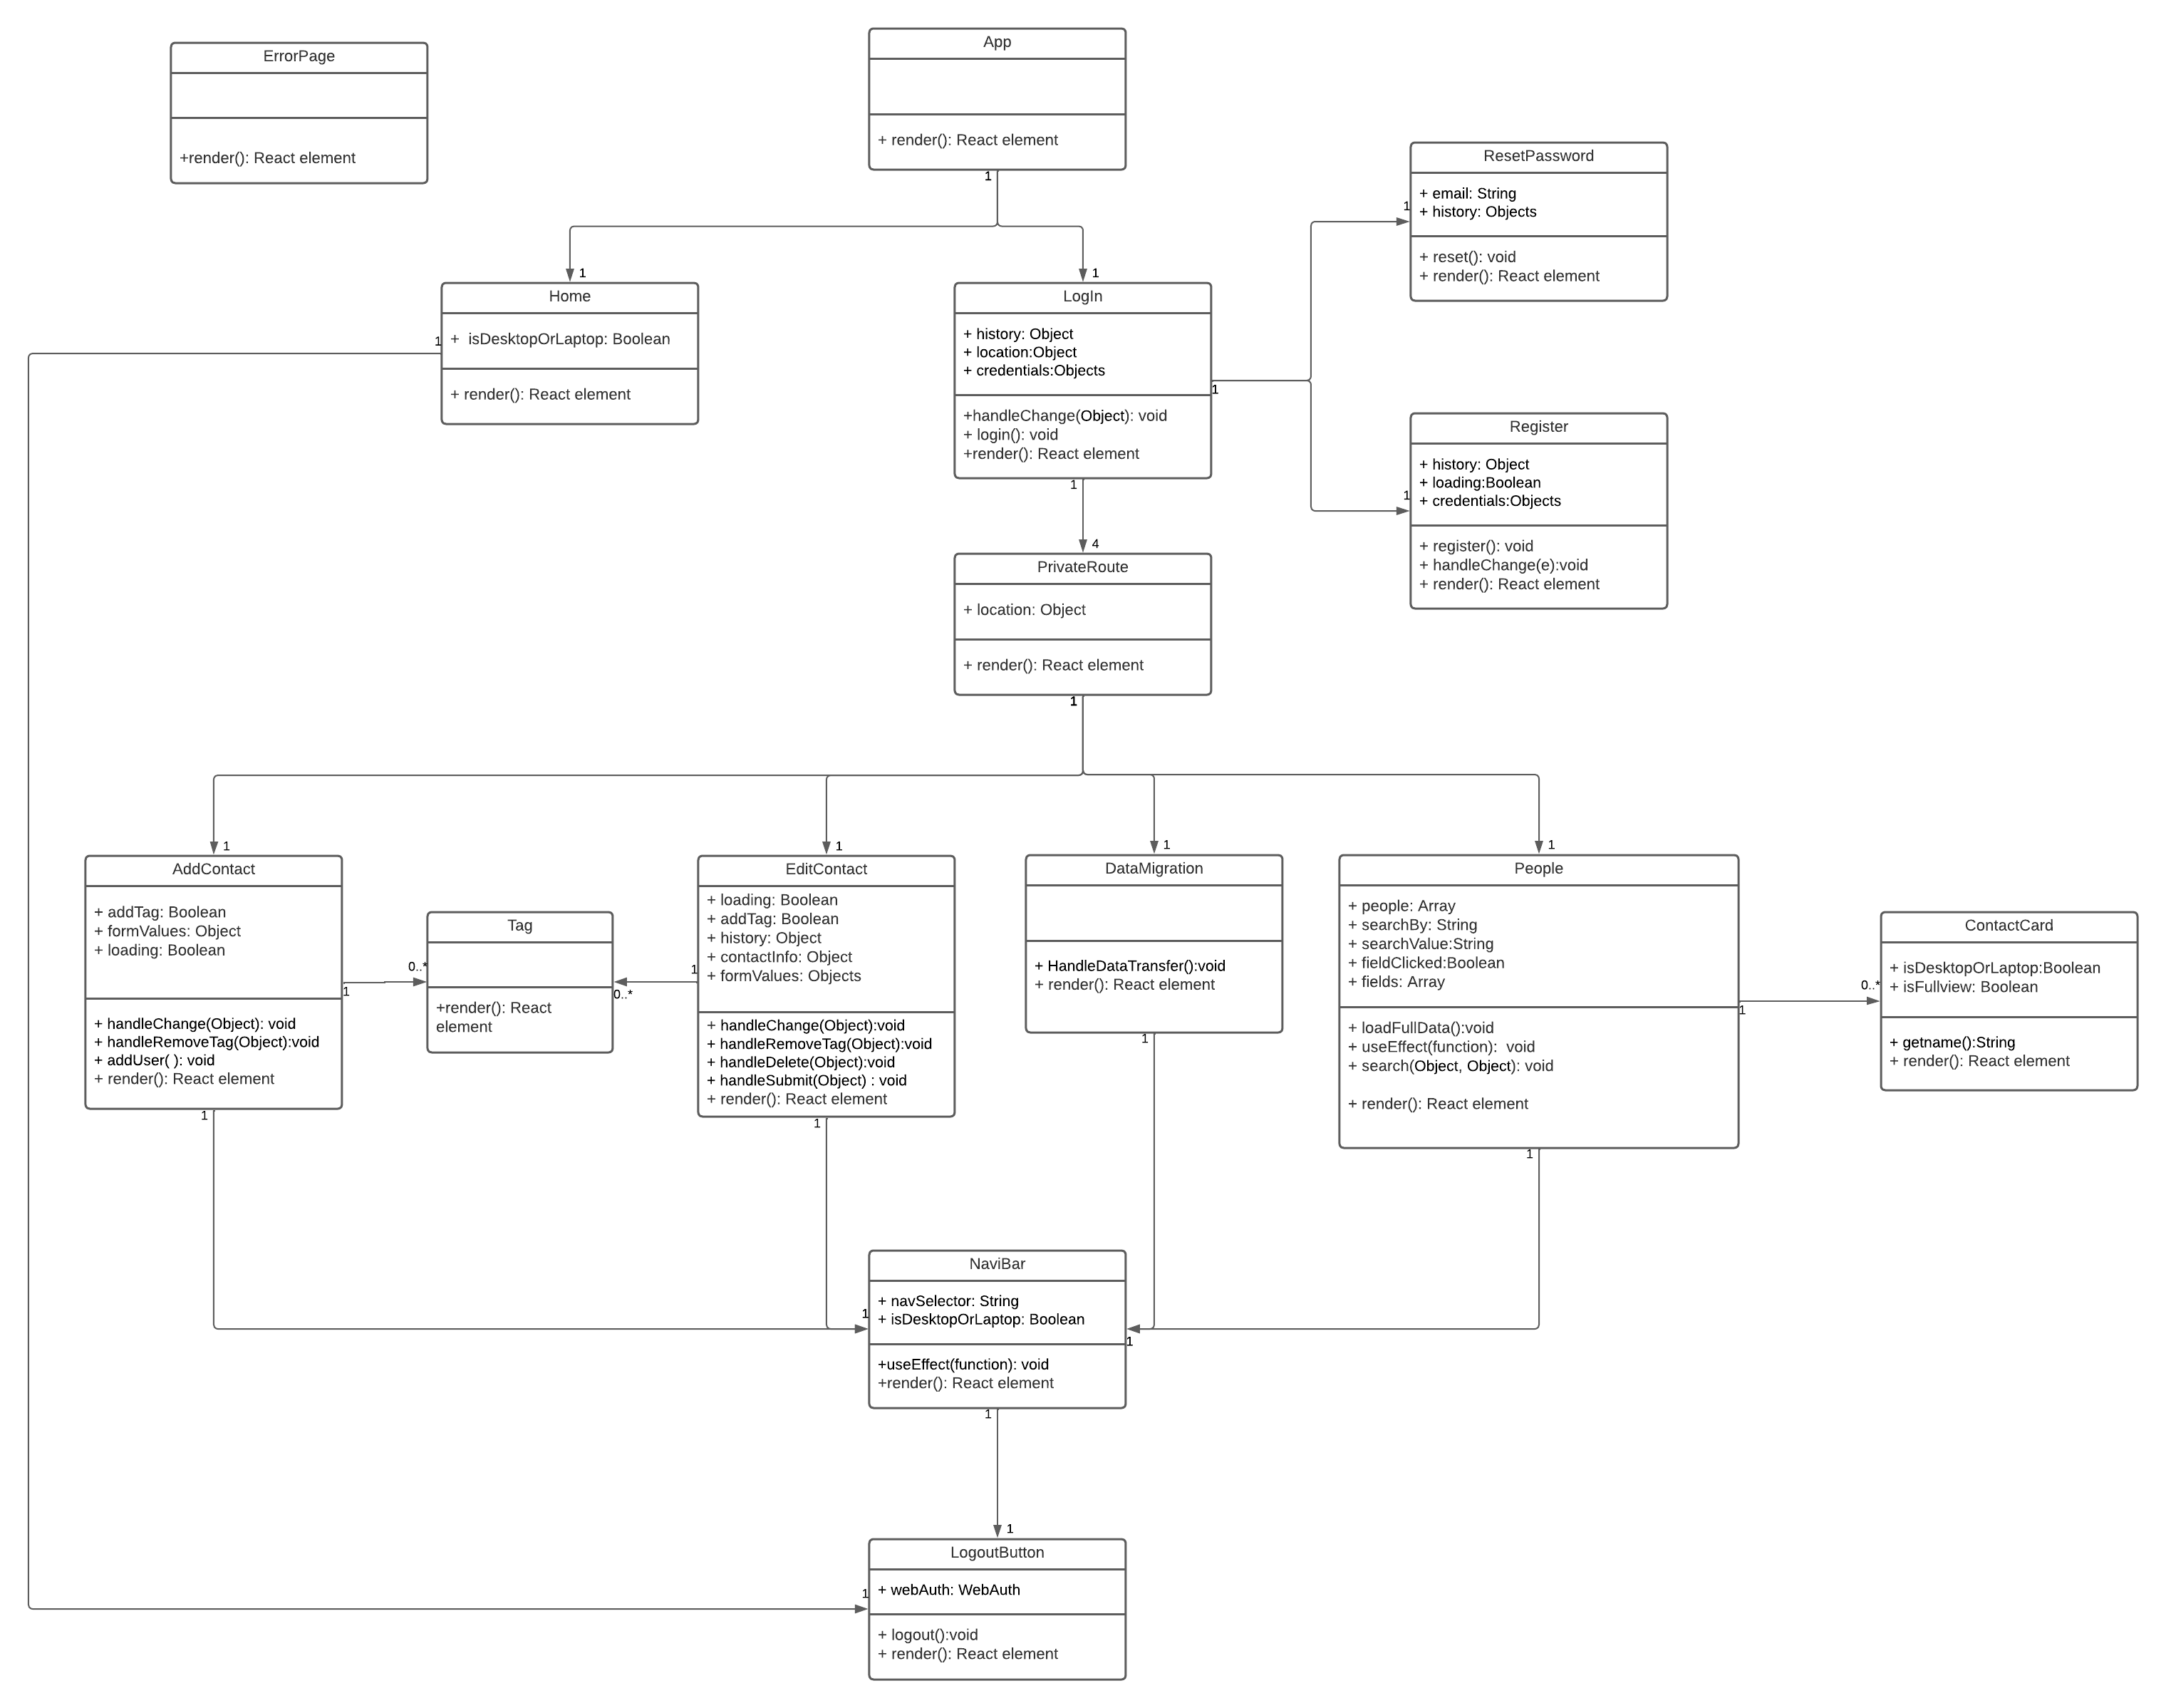 ErrorPage
+render(): React element
App
+ render(): React element
1
ResetPassword
+ email: String
+ history: Objects
+ reset(): void
+ render(): React element
1
1
Home
+  isDesktopOrLaptop: Boolean
+ render(): React element
1
1
LogIn
+ history: Object
+ location:Object
+ credentials:Objects
+handleChange(Object): void
+ login(): void
+render(): React element
1
1
Register
+ history: Object
+ loading:Boolean
+ credentials:Objects
+ register(): void
+ handleChange(e):void
+ render(): React element
1
1
4
PrivateRoute
+ location: Object
+ render(): React element
1
1
AddContact
+ addTag: Boolean
+ formValues: Object
+ loading: Boolean
+ handleChange(Object): void
+ handleRemoveTag(Object):void
+ addUser( ): void
+ render(): React element
1
1
0..*
Tag
+render(): React
element
0..*
1
1
EditContact
+ loading: Boolean
+ addTag: Boolean
+ history: Object
+ contactInfo: Object
+ formValues: Objects
+ handleChange(Object):void
+ handleRemoveTag(Object):void
+ handleDelete(Object):void
+ handleSubmit(Object) : void
+ render(): React element
1
1
DataMigration
+ HandleDataTransfer():void
+ render(): React element
1
1
People
+ people: Array
+ searchBy: String
+ searchValue:String
+ fieldClicked:Boolean
+ fields: Array
+ loadFullData():void
+ useEffect(function):  void
+ search(Object, Object): void
+ render(): React element
1
1
0..*
ContactCard
+ isDesktopOrLaptop:Boolean
+ isFullview: Boolean
+ getname():String
+ render(): React element
NaviBar
+ navSelector: String
+ isDesktopOrLaptop: Boolean
+useEffect(function): void
+render(): React element
1
1
1
1
LogoutButton
+ webAuth: WebAuth
+ logout():void
+ render(): React element
1